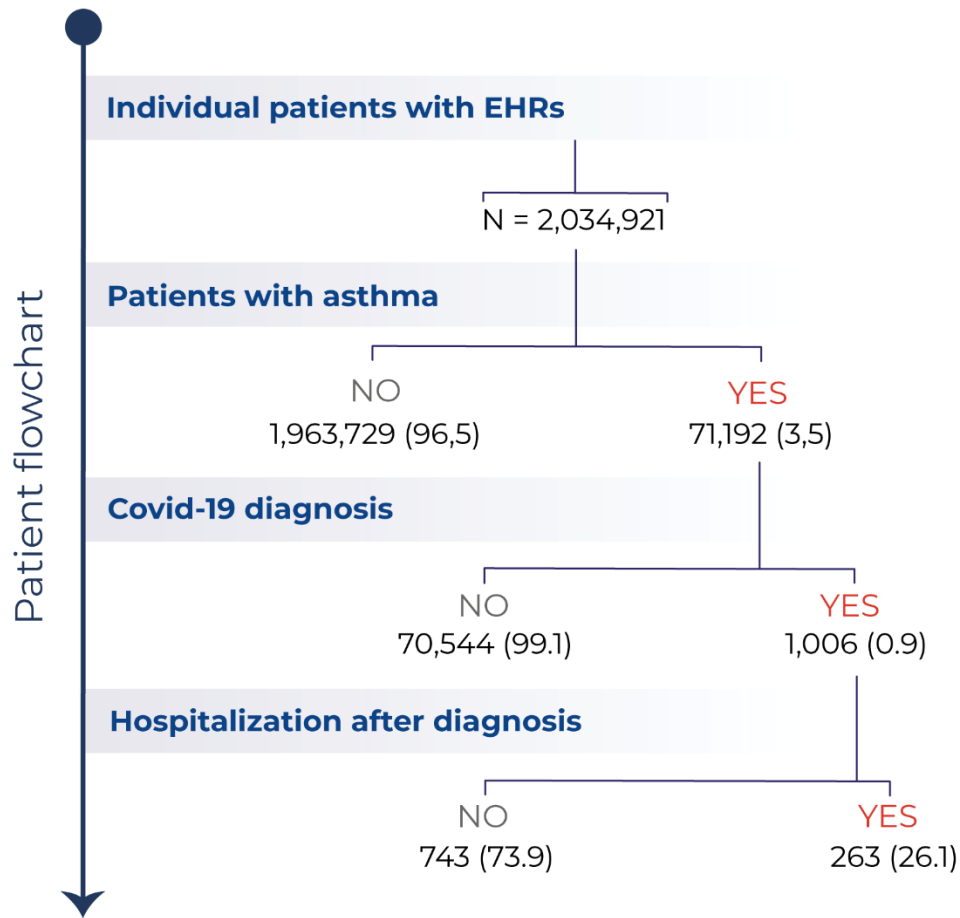 Patient flowchart
Individual patients with EHRs
N = 2,034,921
Patients with asthma
NO
YES
1,963,729 (96,5)
71,192 (3,5)
Covid-19 diagnosis
NO
YES
70,544 (99.1)
1,006 (0.9)
Hospitalization after diagnosis
NO
YES
743 (73.9)
263 (26.1)